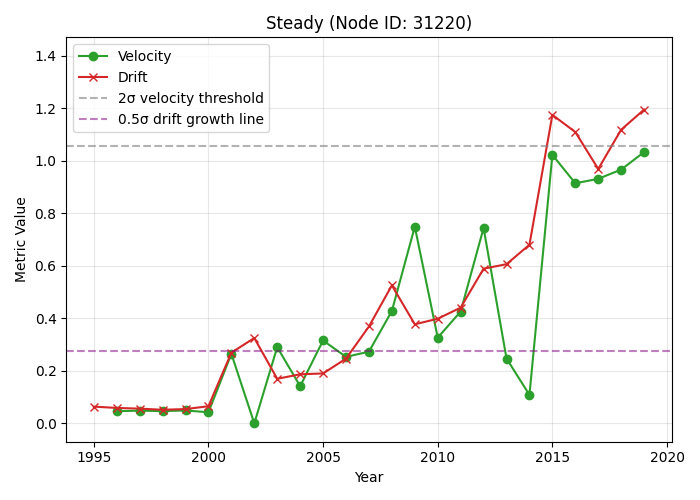 Steady (Node ID: 31220)
Velocity
Drift
2σ velocity threshold
0.5σ drift growth line
Metric Value
1.4
1.2
1.0
0.8
0.6
0.4
0.2
0.0
1995 2000 2005 2010 2015 2020
Year